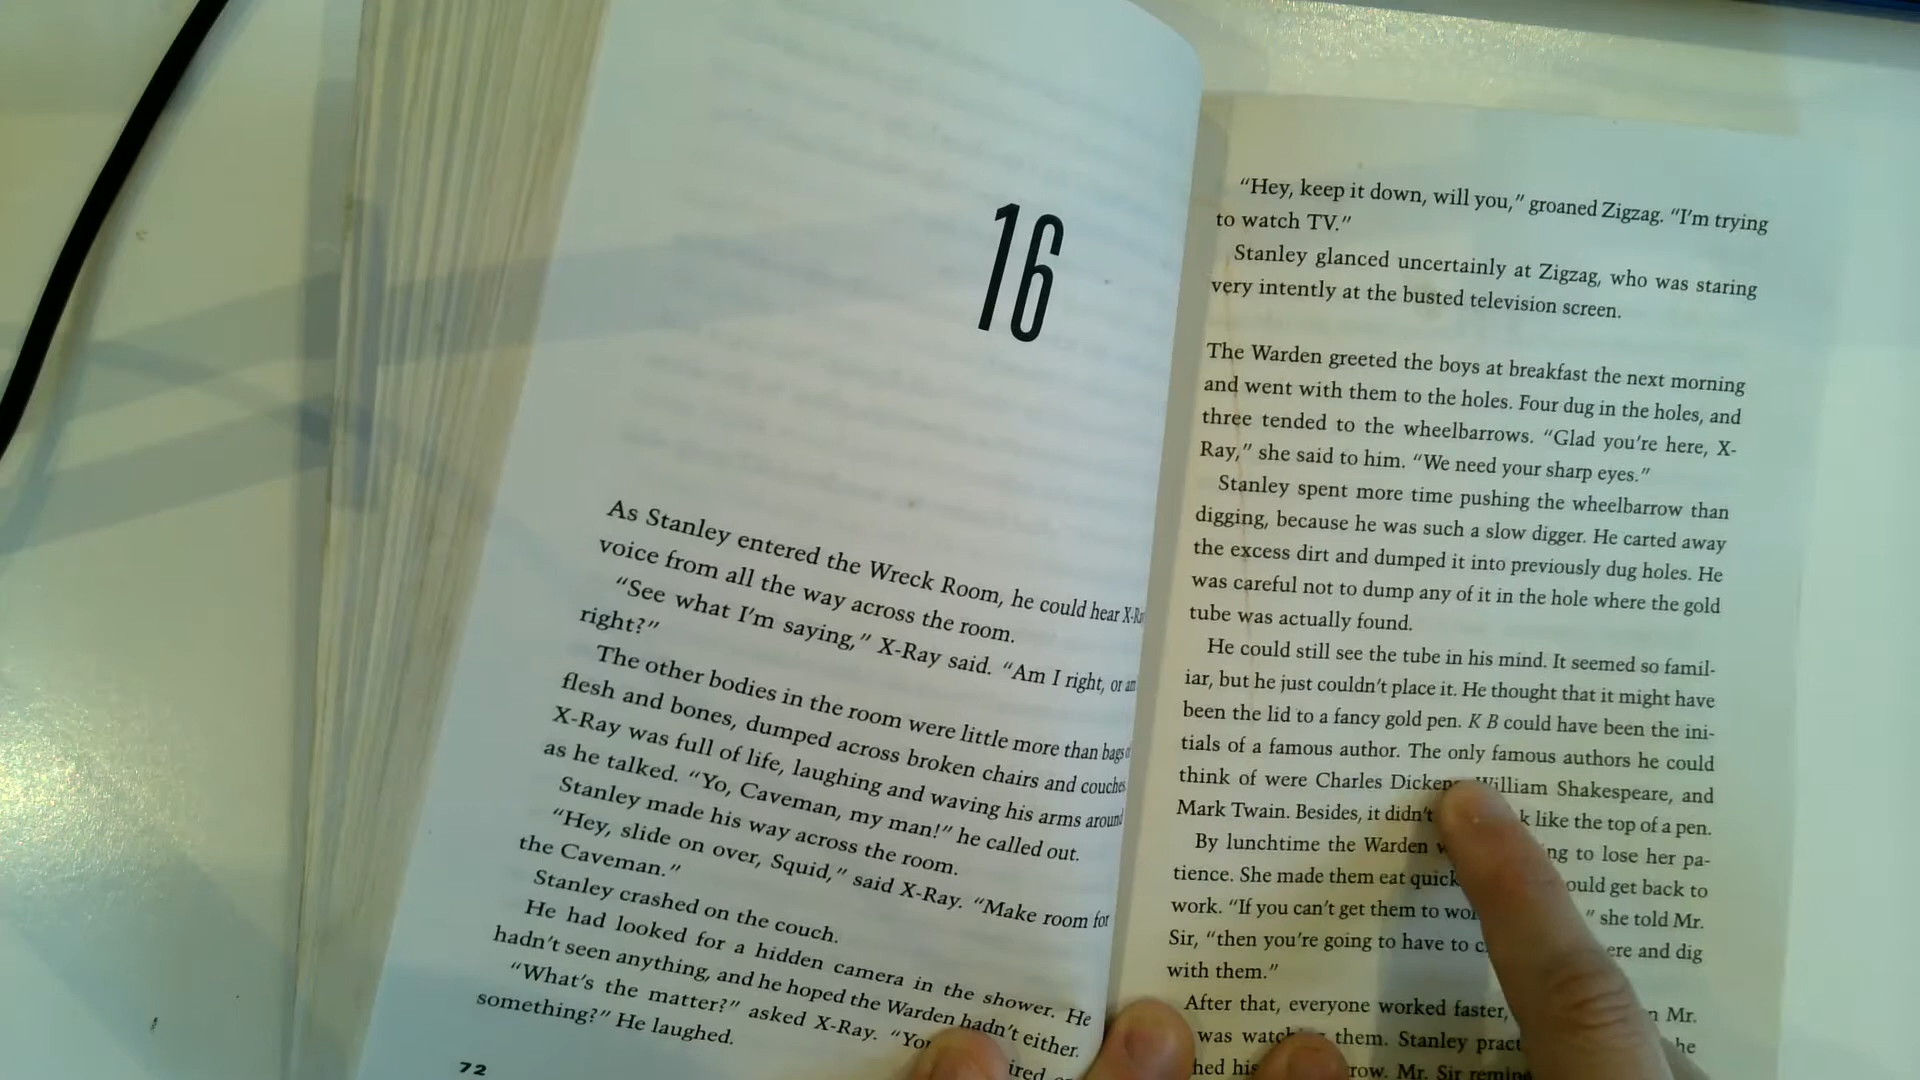 16
As Stanley entered the Wreck Room, he could hear
voice from all the way across the room.
“See what I'm saying,” X-Ray said. “Am I right, or
right?”
The other bodies in the room were little more than bags
flesh and bones, dumped across broken chairs and couches
X-Ray was full of life, laughing and waving his arms around
as he talked. “Yo, Caveman, my man!” he called out.
Stanley made his way across the room.
“Hey, slide on over, Squid,” said X-Ray. “Make room for
the Caveman.”
Stanley crashed on the couch.
He had looked for a hidden camera in the shower. He
hadn't seen anything, and he hoped the Warden hadn't either.
“What's the matter?” asked X-Ray.
something?” He laughed.
72
“Hey, keep it down, will you,” groaned Zigzag. “I'm trying
to watch TV.”
Stanley glanced uncertainly at Zigzag, who was staring
very intently at the busted television screen.
The Warden greeted the boys at breakfast the next morning
and went with them to the holes. Four dug in the holes, and
three tended to the wheelbarrows. “Glad you're here, X-
Ray,” she said to him. “We need your sharp eyes.”
Stanley spent more time pushing the wheelbarrow than
digging, because he was such a slow digger. He carted away
the excess dirt and dumped it into previously dug holes. He
was careful not to dump any of it in the hole where the gold
tube was actually found.
He could still see the tube in his mind. It seemed so famil-
iar, but he just couldn't place it. He thought that it might have
been the lid to a fancy gold pen. K B could have been the ini-
tials of a famous author. The only famous authors he could
think of were Charles Dickens, William Shakespeare, and
Mark Twain. Besides, it didn't like the top of a pen.
By lunchtime the Warden to lose her pa-
tience. She made them eat could get back to
work. “If you can't get them to ” she told Mr.
Sir, “then you're going to have to and dig
with them.”
After that, everyone worked faster, Mr.
was watching them. Stanley he
his Mr. Sir